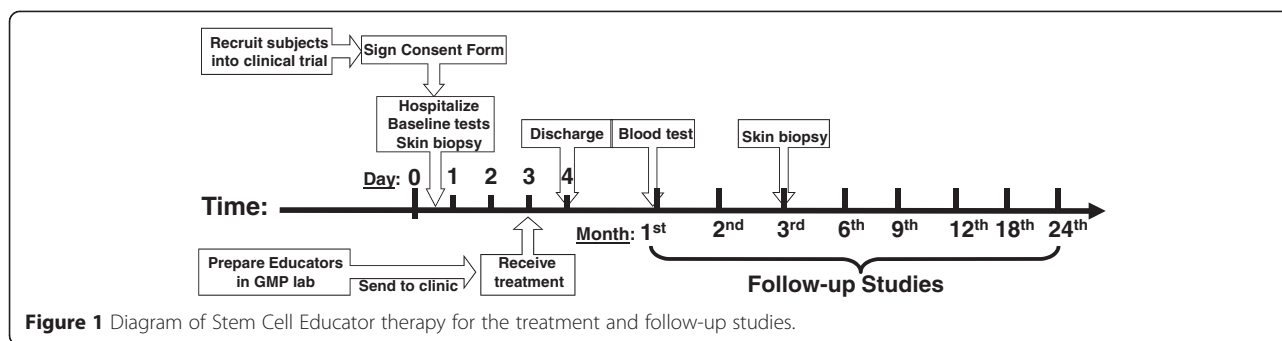 Recruit subjects
into clinical trial
Sign Consent Form
Hospitalize
Baseline tests
Skin biopsy
Discharge
Blood test
Skin biopsy
Day: 0 1 2 3 4
Time:
Month: 1st 2nd 3rd 6th 9th 12th 18th 24th
Prepare Educators
in GMP lab
Send to clinic
Receive
treatment
Follow-up Studies
Figure 1 Diagram of Stem Cell Educator therapy for the treatment and follow-up studies.